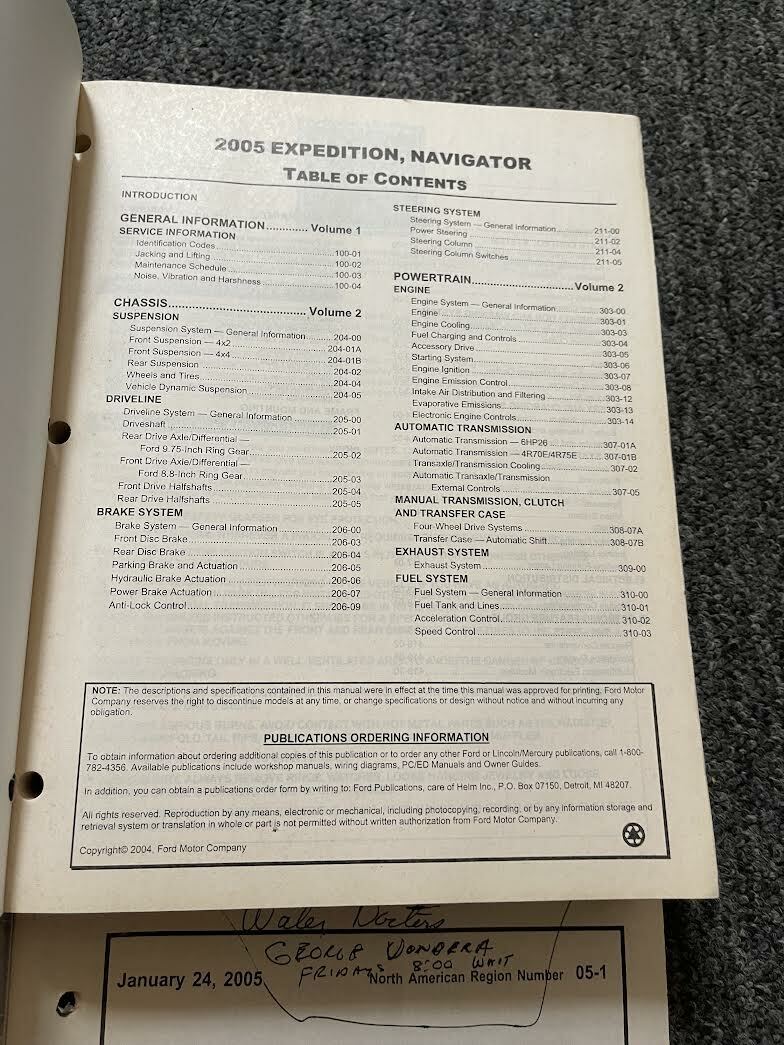 2005 EXPEDITION, NAVIGATOR
TABLE OF CONTENTS
INTRODUCTION
GENERAL INFORMATION............ Volume 1
SERVICE INFORMATION
Identification Codes..........100-01
Jacking and Lifting..........100-02
Maintenance Schedule..........100-03
Noise, Vibration and Harshness..........100-04
CHASSIS.......... Volume 2
SUSPENSION
Suspension System — General Information..........204-00
Front Suspension — 4x2..........204-01A
Front Suspension — 4x4..........204-01B
Rear Suspension..........204-02
Wheels and Tires..........204-04
Vehicle Dynamic Suspension..........204-05
DRIVELINE
Driveline System — General Information..........205-00
Driveshaft..........205-01
Rear Drive Axle/Differential —
Ford 9.75-Inch Ring Gear..........205-02
Front Drive Axle/Differential —
Ford 8.8-Inch Ring Gear..........205-03
Front Drive Halfshafts..........205-04
Rear Drive Halfshafts..........205-05
BRAKE SYSTEM
Brake System — General Information..........206-00
Front Disc Brake..........206-03
Rear Disc Brake..........206-04
Parking Brake and Actuation..........206-05
Hydraulic Brake Actuation..........206-06
Power Brake Actuation..........206-07
Anti-Lock Control..........206-09
STEERING SYSTEM
Steering System — General Information..........211-00
Power Steering..........211-02
Steering Column..........211-04
Steering Column Switches..........211-05
POWERTRAIN..........Volume 2
ENGINE
Engine System — General Information..........303-00
Engine..........303-01
Engine Cooling..........303-03
Fuel Charging and Controls..........303-04
Accessory Drive..........303-05
Starting System..........303-06
Engine Ignition..........303-07
Engine Emission Control..........303-08
Intake Air Distribution and Filtering..........303-12
Evaporative Emissions..........303-13
Electronic Engine Controls..........303-14
AUTOMATIC TRANSMISSION
Automatic Transmission — 6HP26..........307-01A
Automatic Transmission — 4R70E/4R75E..........307-01B
Transaxle/Transmission Cooling..........307-02
Automatic Transaxle/Transmission
External Controls..........307-05
MANUAL TRANSMISSION, CLUTCH
AND TRANSFER CASE
Four-Wheel Drive Systems..........308-07A
Transfer Case — Automatic Shift..........308-07B
EXHAUST SYSTEM
Exhaust System..........309-00
FUEL SYSTEM
Fuel System — General Information..........310-00
Fuel Tank and Lines..........310-01
Acceleration Control..........310-02
Speed Control..........310-03
NOTE: The descriptions and specifications contained in this manual were in effect at the time this manual was approved for printing. Ford Motor
Company reserves the right to discontinue models at any time, or change specifications or design without notice and without incurring any
obligation.
PUBLICATIONS ORDERING INFORMATION
To obtain information about ordering additional copies of this publication or to order any other Ford or Lincoln/Mercury publications, call 1-800-
782-4356. Available publications include workshop manuals, wiring diagrams, PC/ED Manuals and Owner Guides.
In addition, you can obtain a publications order form by writing to: Ford Publications, care of Helm Inc., P.O. Box 07150, Detroit, MI 48207.
All rights reserved. Reproduction by any means, electronic or mechanical, including photocopying, recording, or by any information storage and
retrieval system or translation in whole or part is not permitted without written authorization from Ford Motor Company.
Copyright© 2004, Ford Motor Company
Water Doctors
GEORGE VONDERA
FRIDAYS 8:00 WAIT
January 24, 2005
North American Region Number 05-1